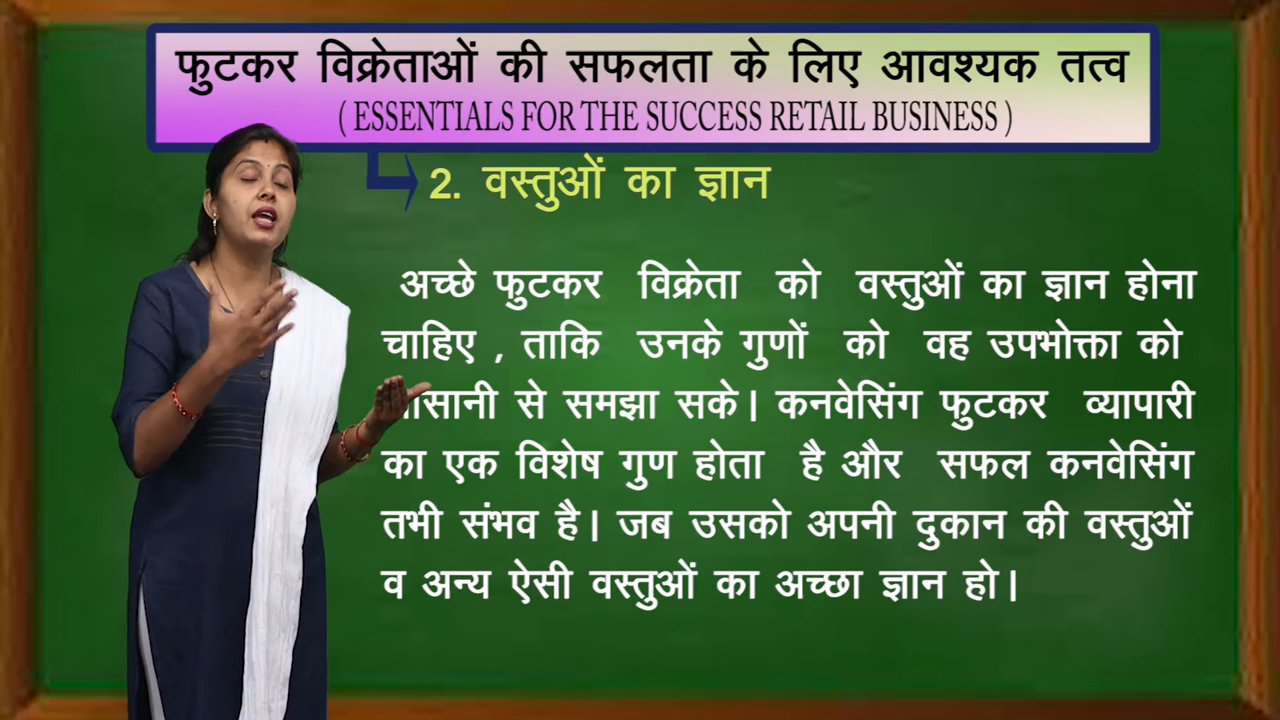 फुटकर विक्रेताओं की सफलता के लिए आवश्यक तत्व
( ESSENTIALS FOR THE SUCCESS RETAIL BUSINESS )
2. वस्तुओं का ज्ञान
अच्छे फुटकर विक्रेता को वस्तुओं का ज्ञान होना
चाहिए , ताकि उनके गुणों को वह उपभोक्ता को
से समझा सके। कनवेसिंग फुटकर व्यापारी
का एक विशेष गुण होता है और सफल कनवेसिंग
तभी संभव है। जब उसको अपनी दुकान की वस्तुओं
व अन्य ऐसी वस्तुओं का अच्छा ज्ञान हो।